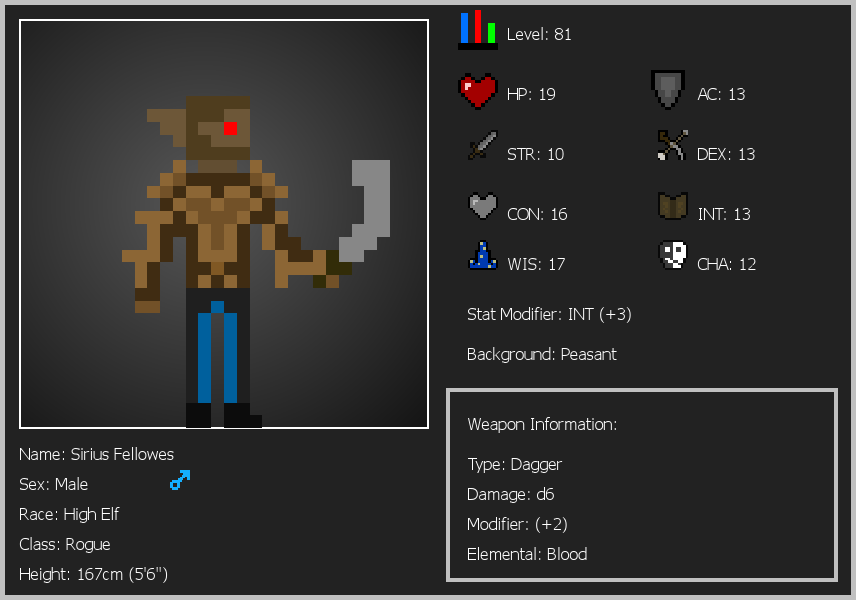 Level: 81
HP: 19
AC: 13
STR: 10
DEX: 13
CON: 16
INT: 13
WIS: 17
CHA: 12
Stat Modifier: INT (+3)
Background: Peasant
Weapon Information:
Type: Dagger
Damage: d6
Modifier: (+2)
Elemental: Blood
Name: Sirius Fellowes
Sex: Male
Race: High Elf
Class: Rogue
Height: 167cm (5'6")